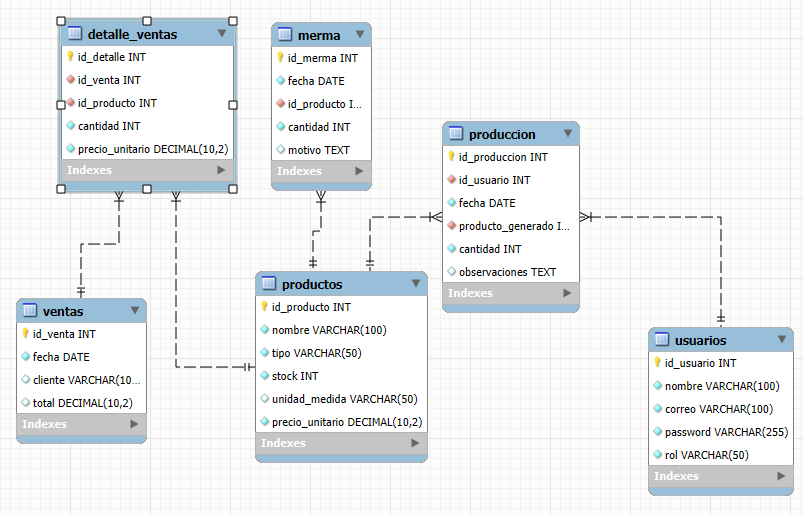 detalle_ventas
id_detalle INT
id_venta INT
id_producto INT
cantidad INT
precio_unitario DECIMAL(10,2)
Indexes
merma
id_merma INT
fecha DATE
id_producto I...
cantidad INT
motivo TEXT
Indexes
produccion
id_produccion INT
id_usuario INT
fecha DATE
producto_generado I...
cantidad INT
observaciones TEXT
Indexes
ventas
id_venta INT
fecha DATE
cliente VARCHAR(10...
total DECIMAL(10,2)
Indexes
productos
id_producto INT
nombre VARCHAR(100)
tipo VARCHAR(50)
stock INT
unidad_medida VARCHAR(50)
precio_unitario DECIMAL(10,2)
Indexes
usuarios
id_usuario INT
nombre VARCHAR(100)
correo VARCHAR(100)
password VARCHAR(255)
rol VARCHAR(50)
Indexes